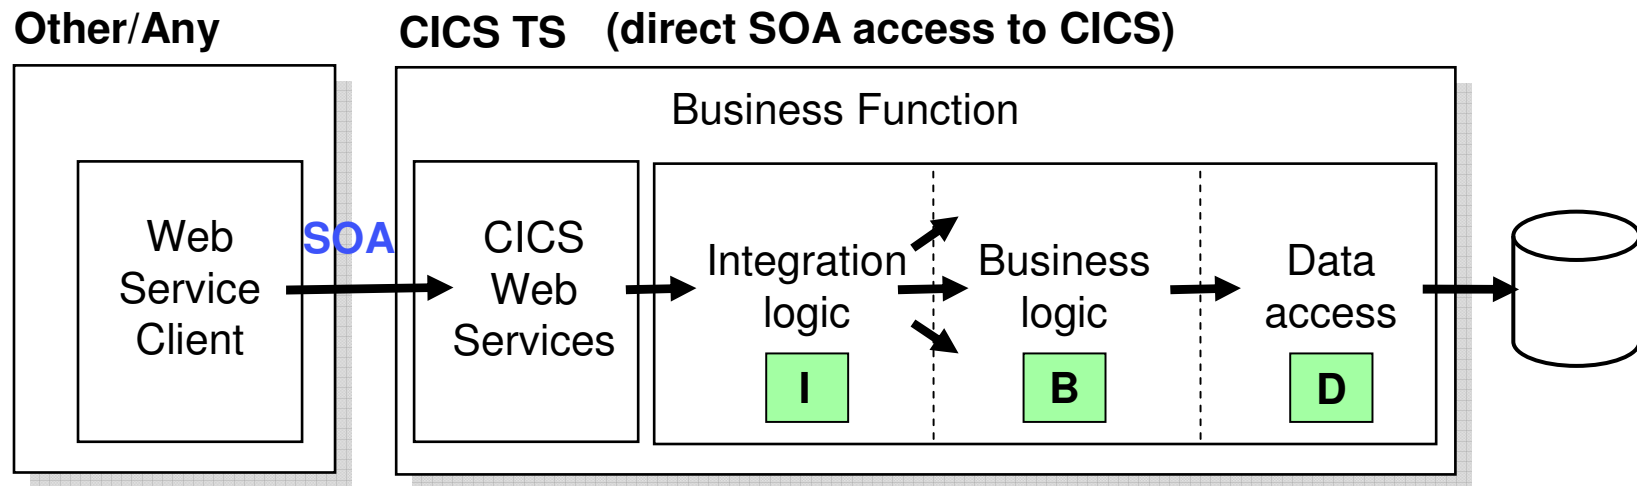 Other/Any
CICS TS (direct SOA access to CICS)
Business Function
Web
Service
Client
SOA
CICS
Web
Services
Integration
logic
I
Business
logic
B
Data
access
D